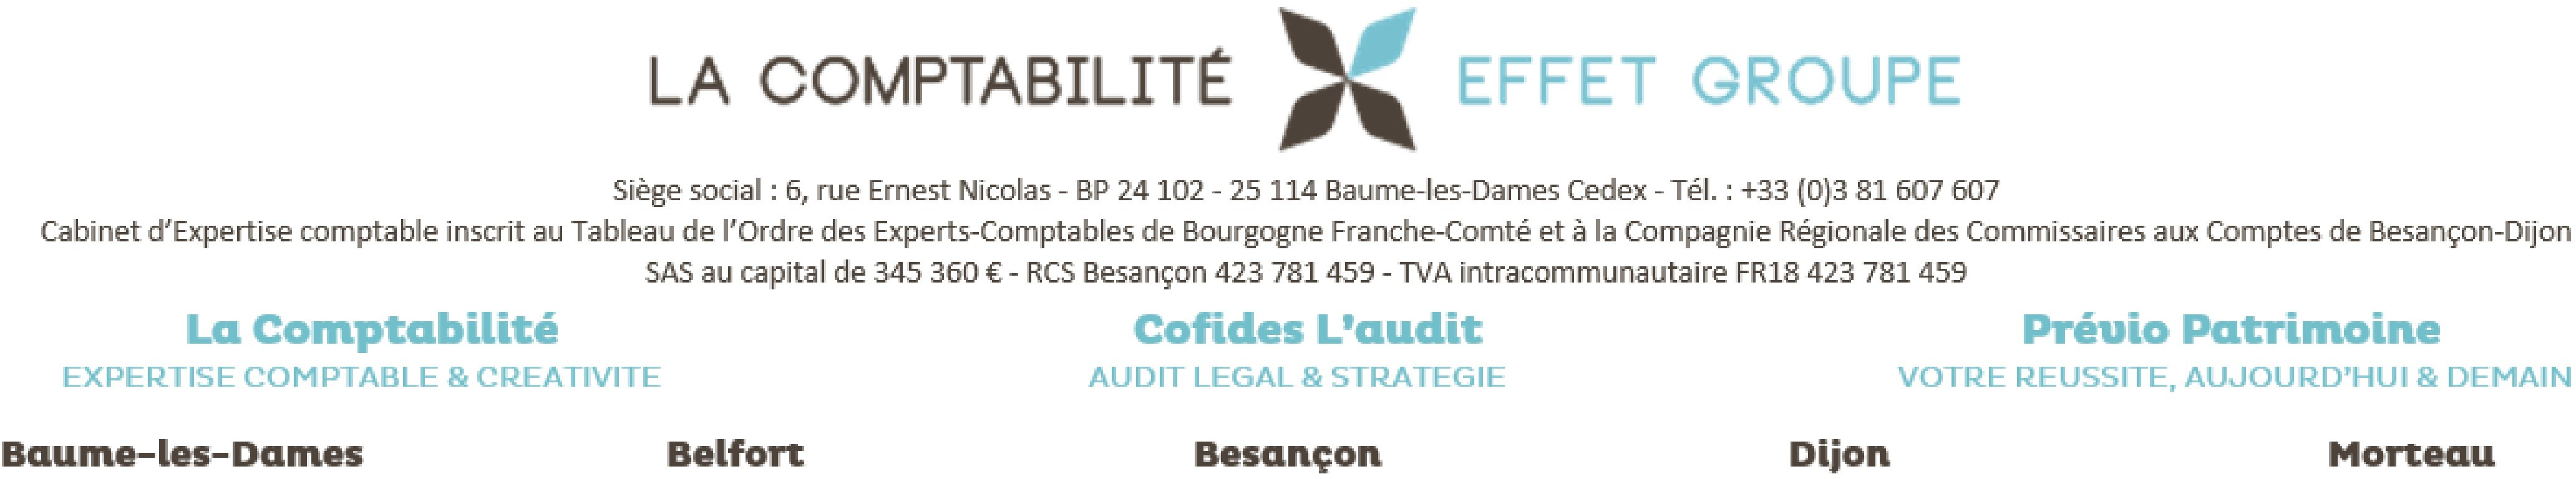 LA COMPTABILITÉ EFFET GROUPE
Siège social : 6, rue Ernest Nicolas - BP 24 102 - 25 114 Baume-les-Dames Cedex - Tél. : +33 (0)3 81 607 607
Cabinet d’Expertise comptable inscrit au Tableau de l’Ordre des Experts-Comptables de Bourgogne Franche-Comté et à la Compagnie Régionale des Commissaires aux Comptes de Besançon-Dijon
SAS au capital de 345 360 € - RCS Besançon 423 781 459 - TVA intracommunautaire FR18 423 781 459
La Comptabilité Cofides L’audit Prévio Patrimoine
EXPERTISE COMPTABLE & CREATIVITE AUDIT LEGAL & STRATEGIE VOTRE REUSSITE, AUJOURD’HUI & DEMAIN
Baume-les-Dames Belfort Besançon Dijon Morteau